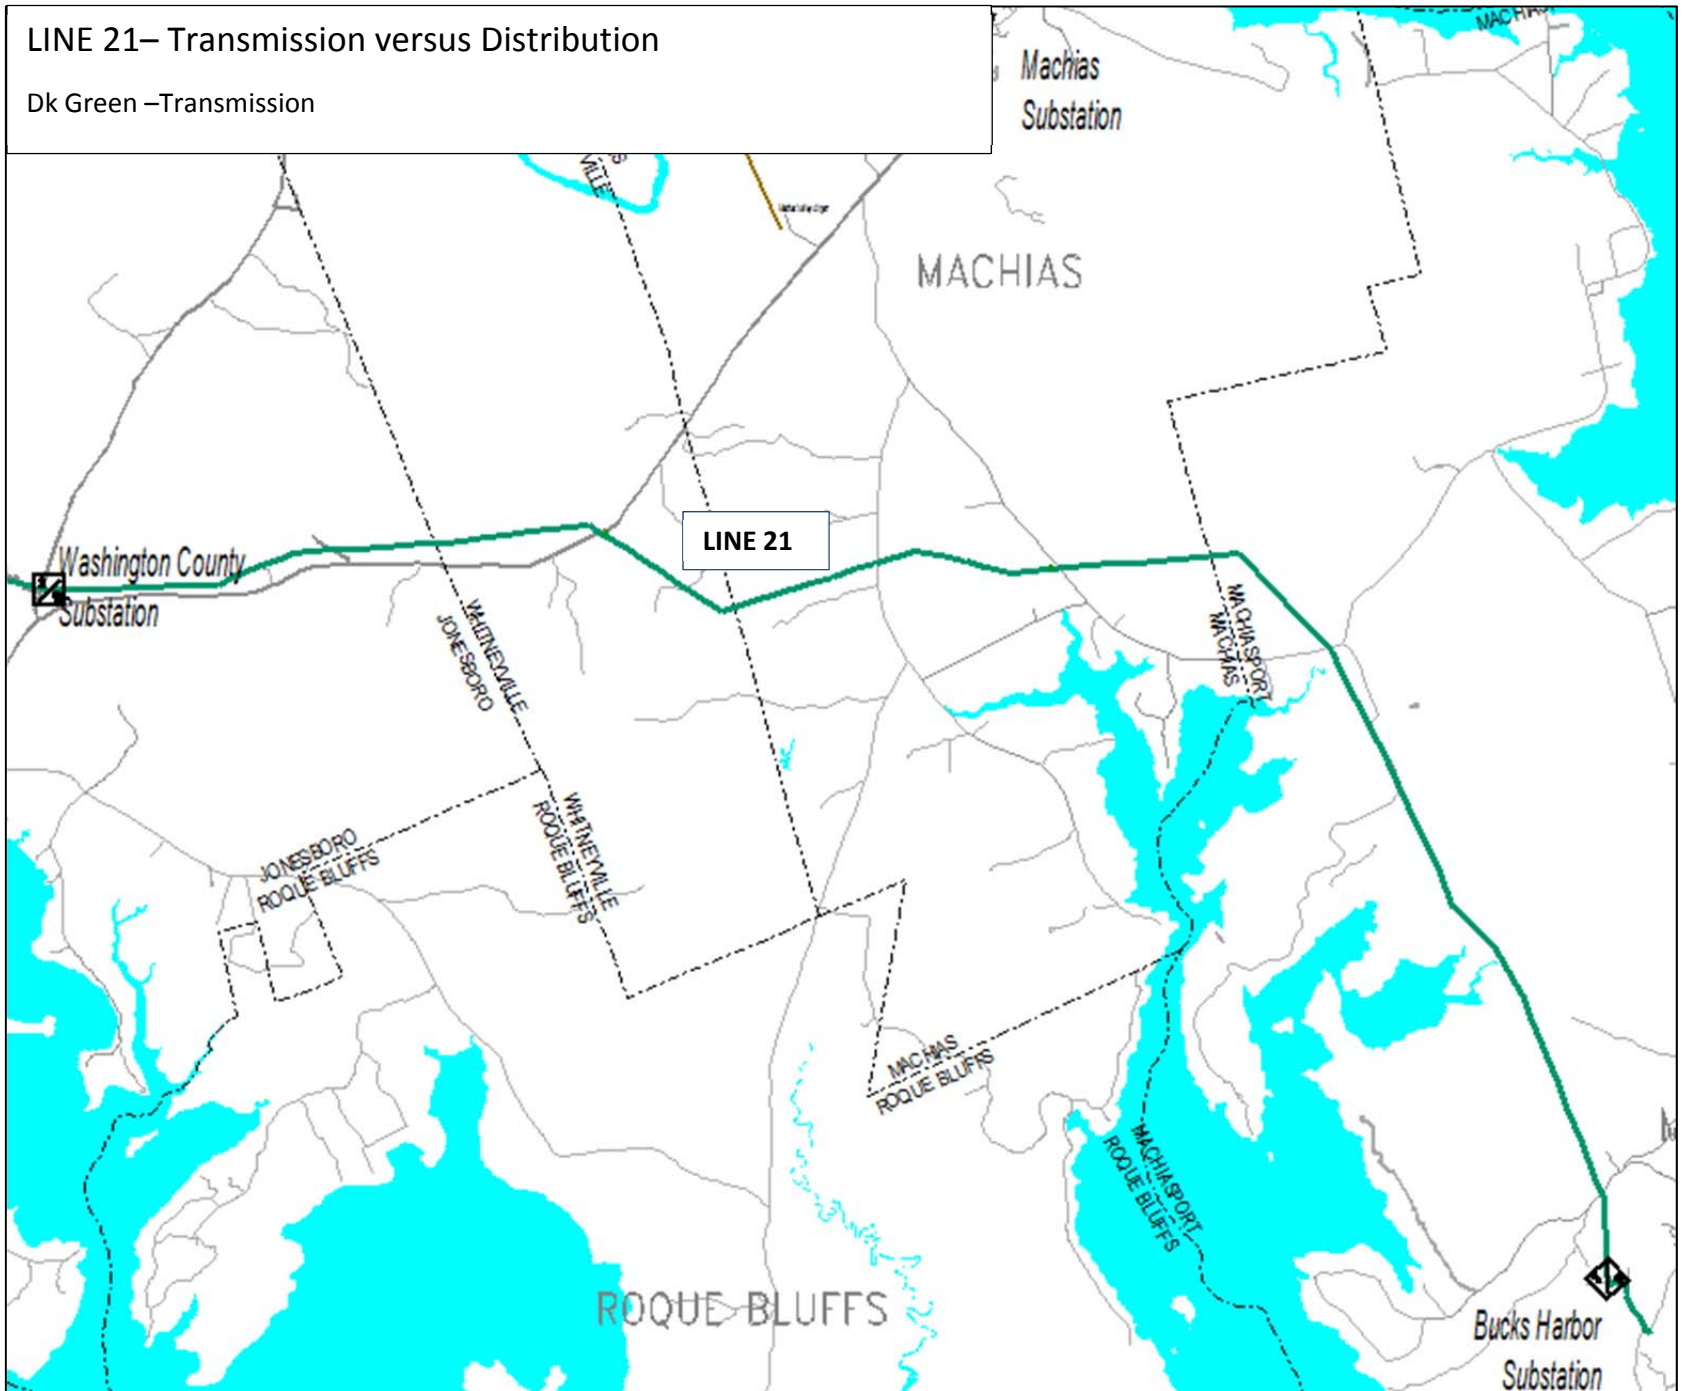 LINE 21– Transmission versus Distribution
Dk Green –Transmission
Machias
Substation
VILLE
MACHIAS
LINE 21
Washington County
Substation
WHITNEYVILLE
JONESBORO
MACHIASPORT
MACHIAS
JONESBORO
ROQUE BLUFFS
WHITNEYVILLE
ROQUE BLUFFS
MACHIAS
ROQUE BLUFFS
MACHIASPORT
ROQUE BLUFFS
ROQUE BLUFFS
Bucks Harbor
Substation